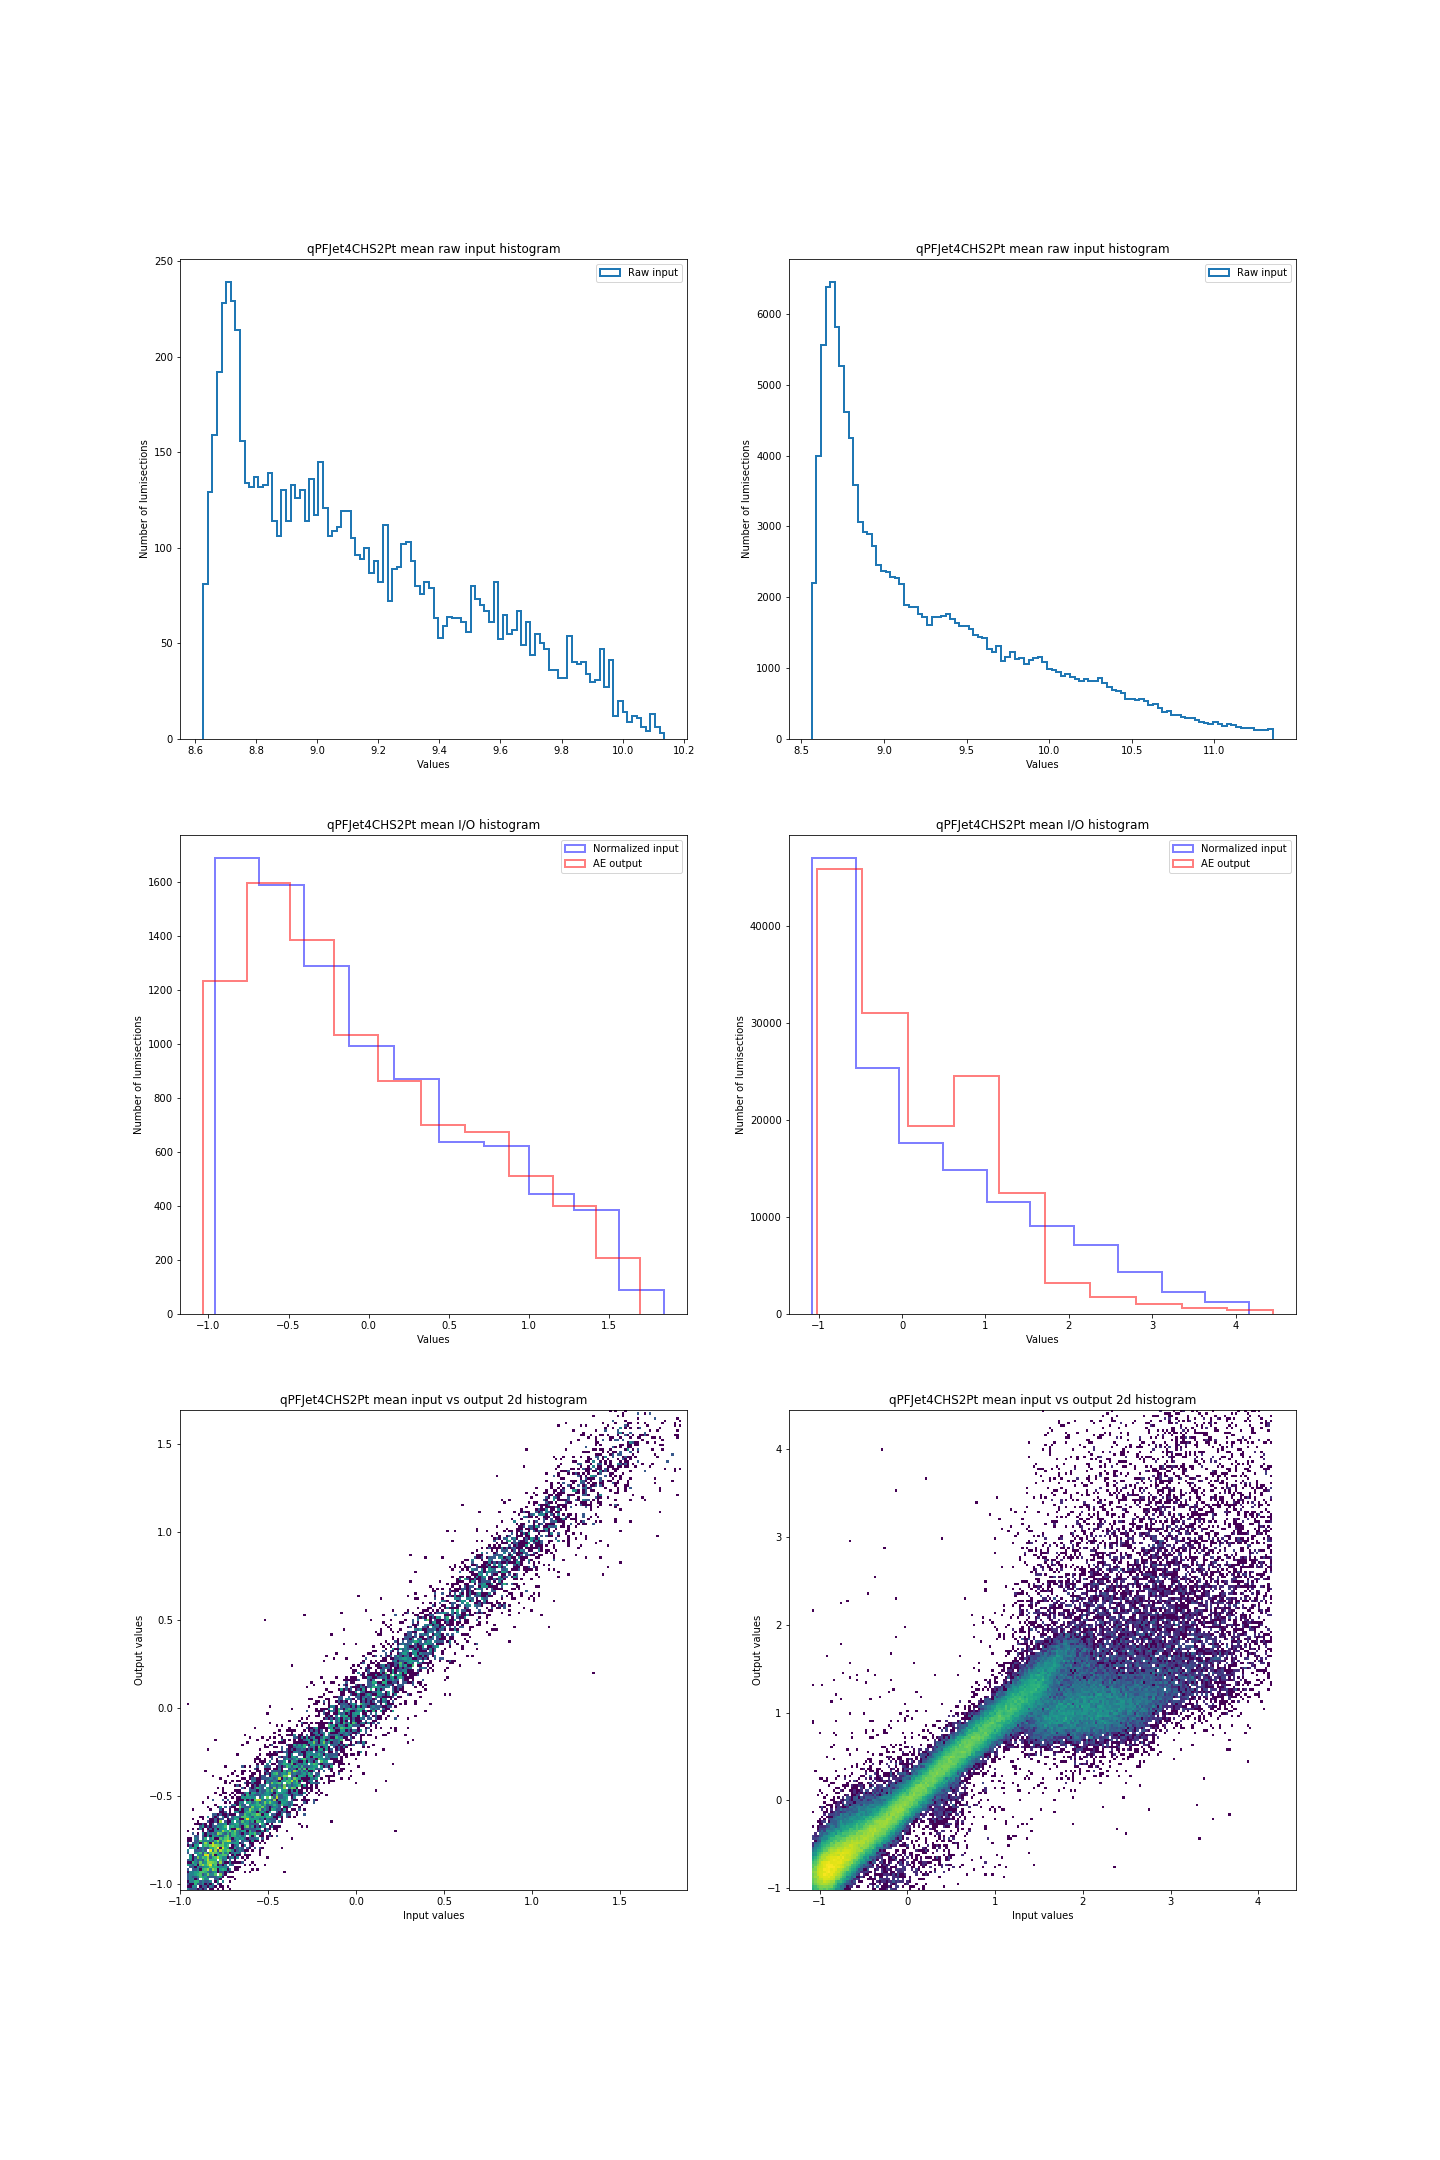 qPFJet4CHS2Pt mean raw input histogram
Raw input
Number of lumisections
250
200
150
100
50
0
8.6 8.8 9.0 9.2 9.4 9.6 9.8 10.0 10.2
Values
qPFJet4CHS2Pt mean raw input histogram
Raw input
Number of lumisections
6000
5000
4000
3000
2000
1000
0
8.5 9.0 9.5 10.0 10.5 11.0
Values
qPFJet4CHS2Pt mean I/O histogram
Normalized input
AE output
Number of lumisections
1600
1400
1200
1000
800
600
400
200
0
−1.0 −0.5 0.0 0.5 1.0 1.5
Values
qPFJet4CHS2Pt mean I/O histogram
Normalized input
AE output
Number of lumisections
40000
30000
20000
10000
0
−1 0 1 2 3 4
Values
qPFJet4CHS2Pt mean input vs output 2d histogram
Output values
1.5
1.0
0.5
0.0
−0.5
−1.0
−1.0 −0.5 0.0 0.5 1.0 1.5
Input values
qPFJet4CHS2Pt mean input vs output 2d histogram
Output values
4
3
2
1
0
−1
−1 0 1 2 3 4
Input values